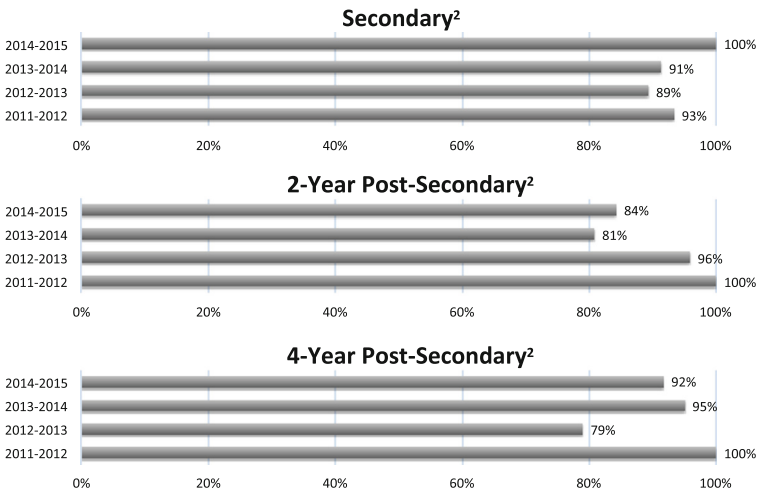 Secondary²
2014-2015 100%
2013-2014 91%
2012-2013 89%
2011-2012 93%
0% 20% 40% 60% 80% 100%
2-Year Post-Secondary²
2014-2015 84%
2013-2014 81%
2012-2013 96%
2011-2012 100%
0% 20% 40% 60% 80% 100%
4-Year Post-Secondary²
2014-2015 92%
2013-2014 95%
2012-2013 79%
2011-2012 100%
0% 20% 40% 60% 80% 100%